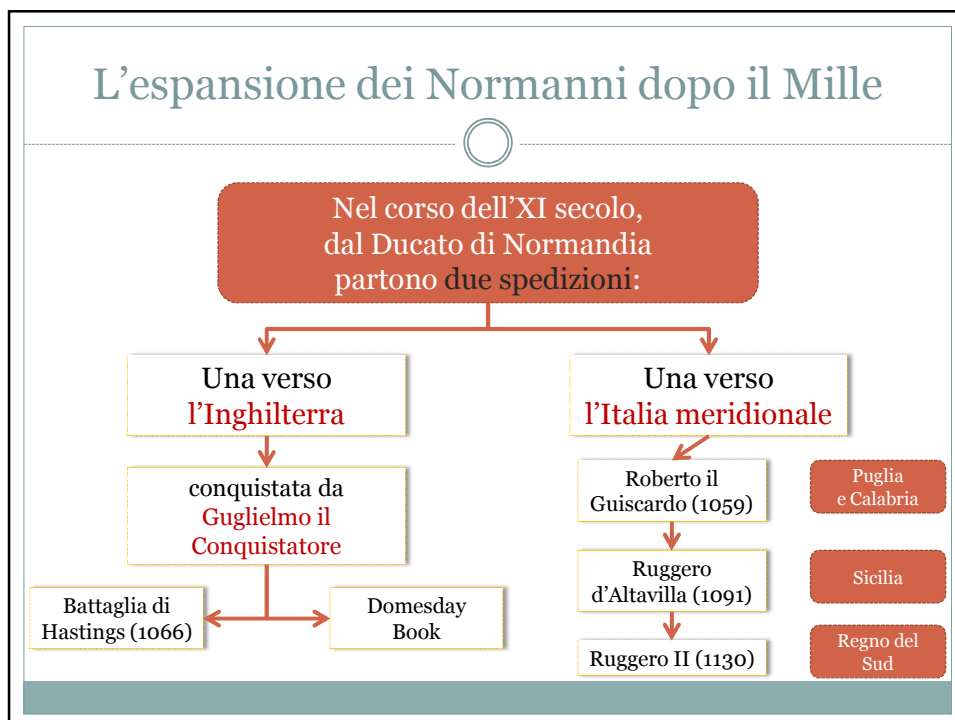 L’espansione dei Normanni dopo il Mille
Nel corso dell’XI secolo,
dal Ducato di Normandia
partono due spedizioni:
Una verso
l’Inghilterra
conquistata da
Guglielmo il
Conquistatore
Battaglia di
Hastings (1066)
Domesday
Book
Una verso
l’Italia meridionale
Roberto il
Guiscardo (1059)
Puglia
e Calabria
Ruggero
d’Altavilla (1091)
Sicilia
Ruggero II (1130)
Regno del
Sud